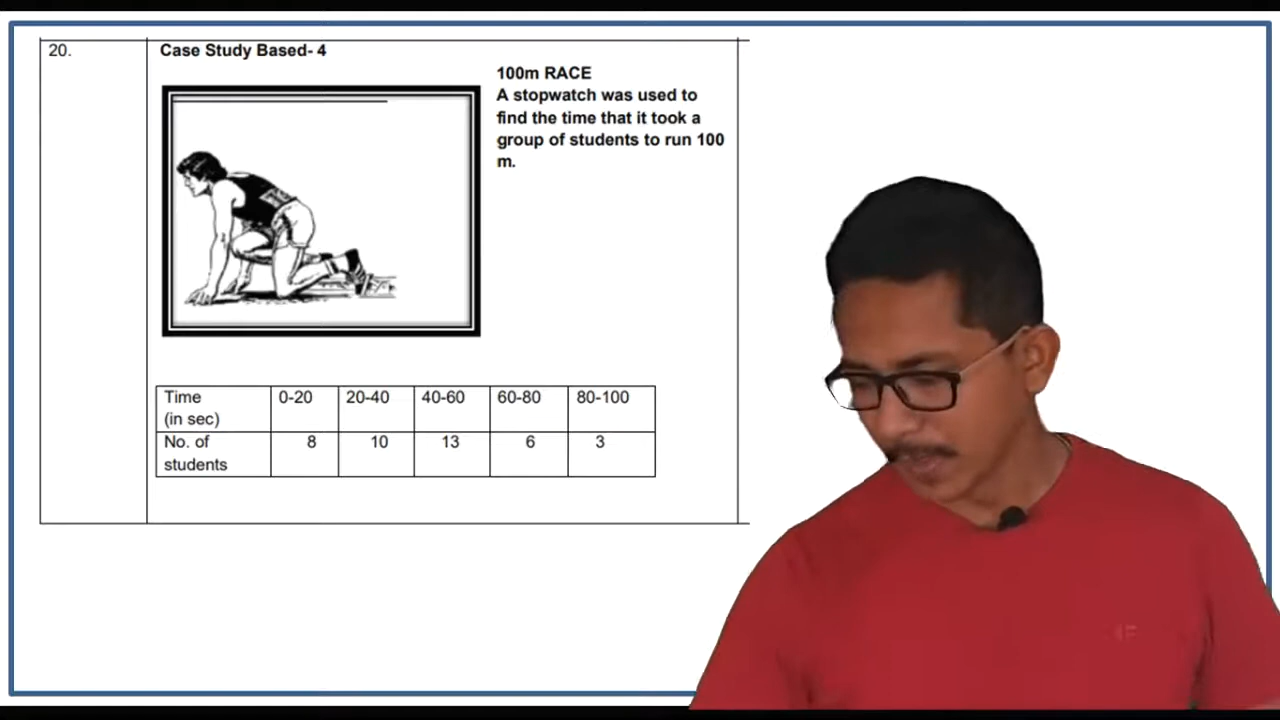 20.
Case Study Based- 4
100m RACE
A stopwatch was used to
find the time that it took a
group of students to run 100
m.
Time
(in sec)
0-20 20-40 40-60 60-80 80-100
No. of
students
8 10 13 6 3